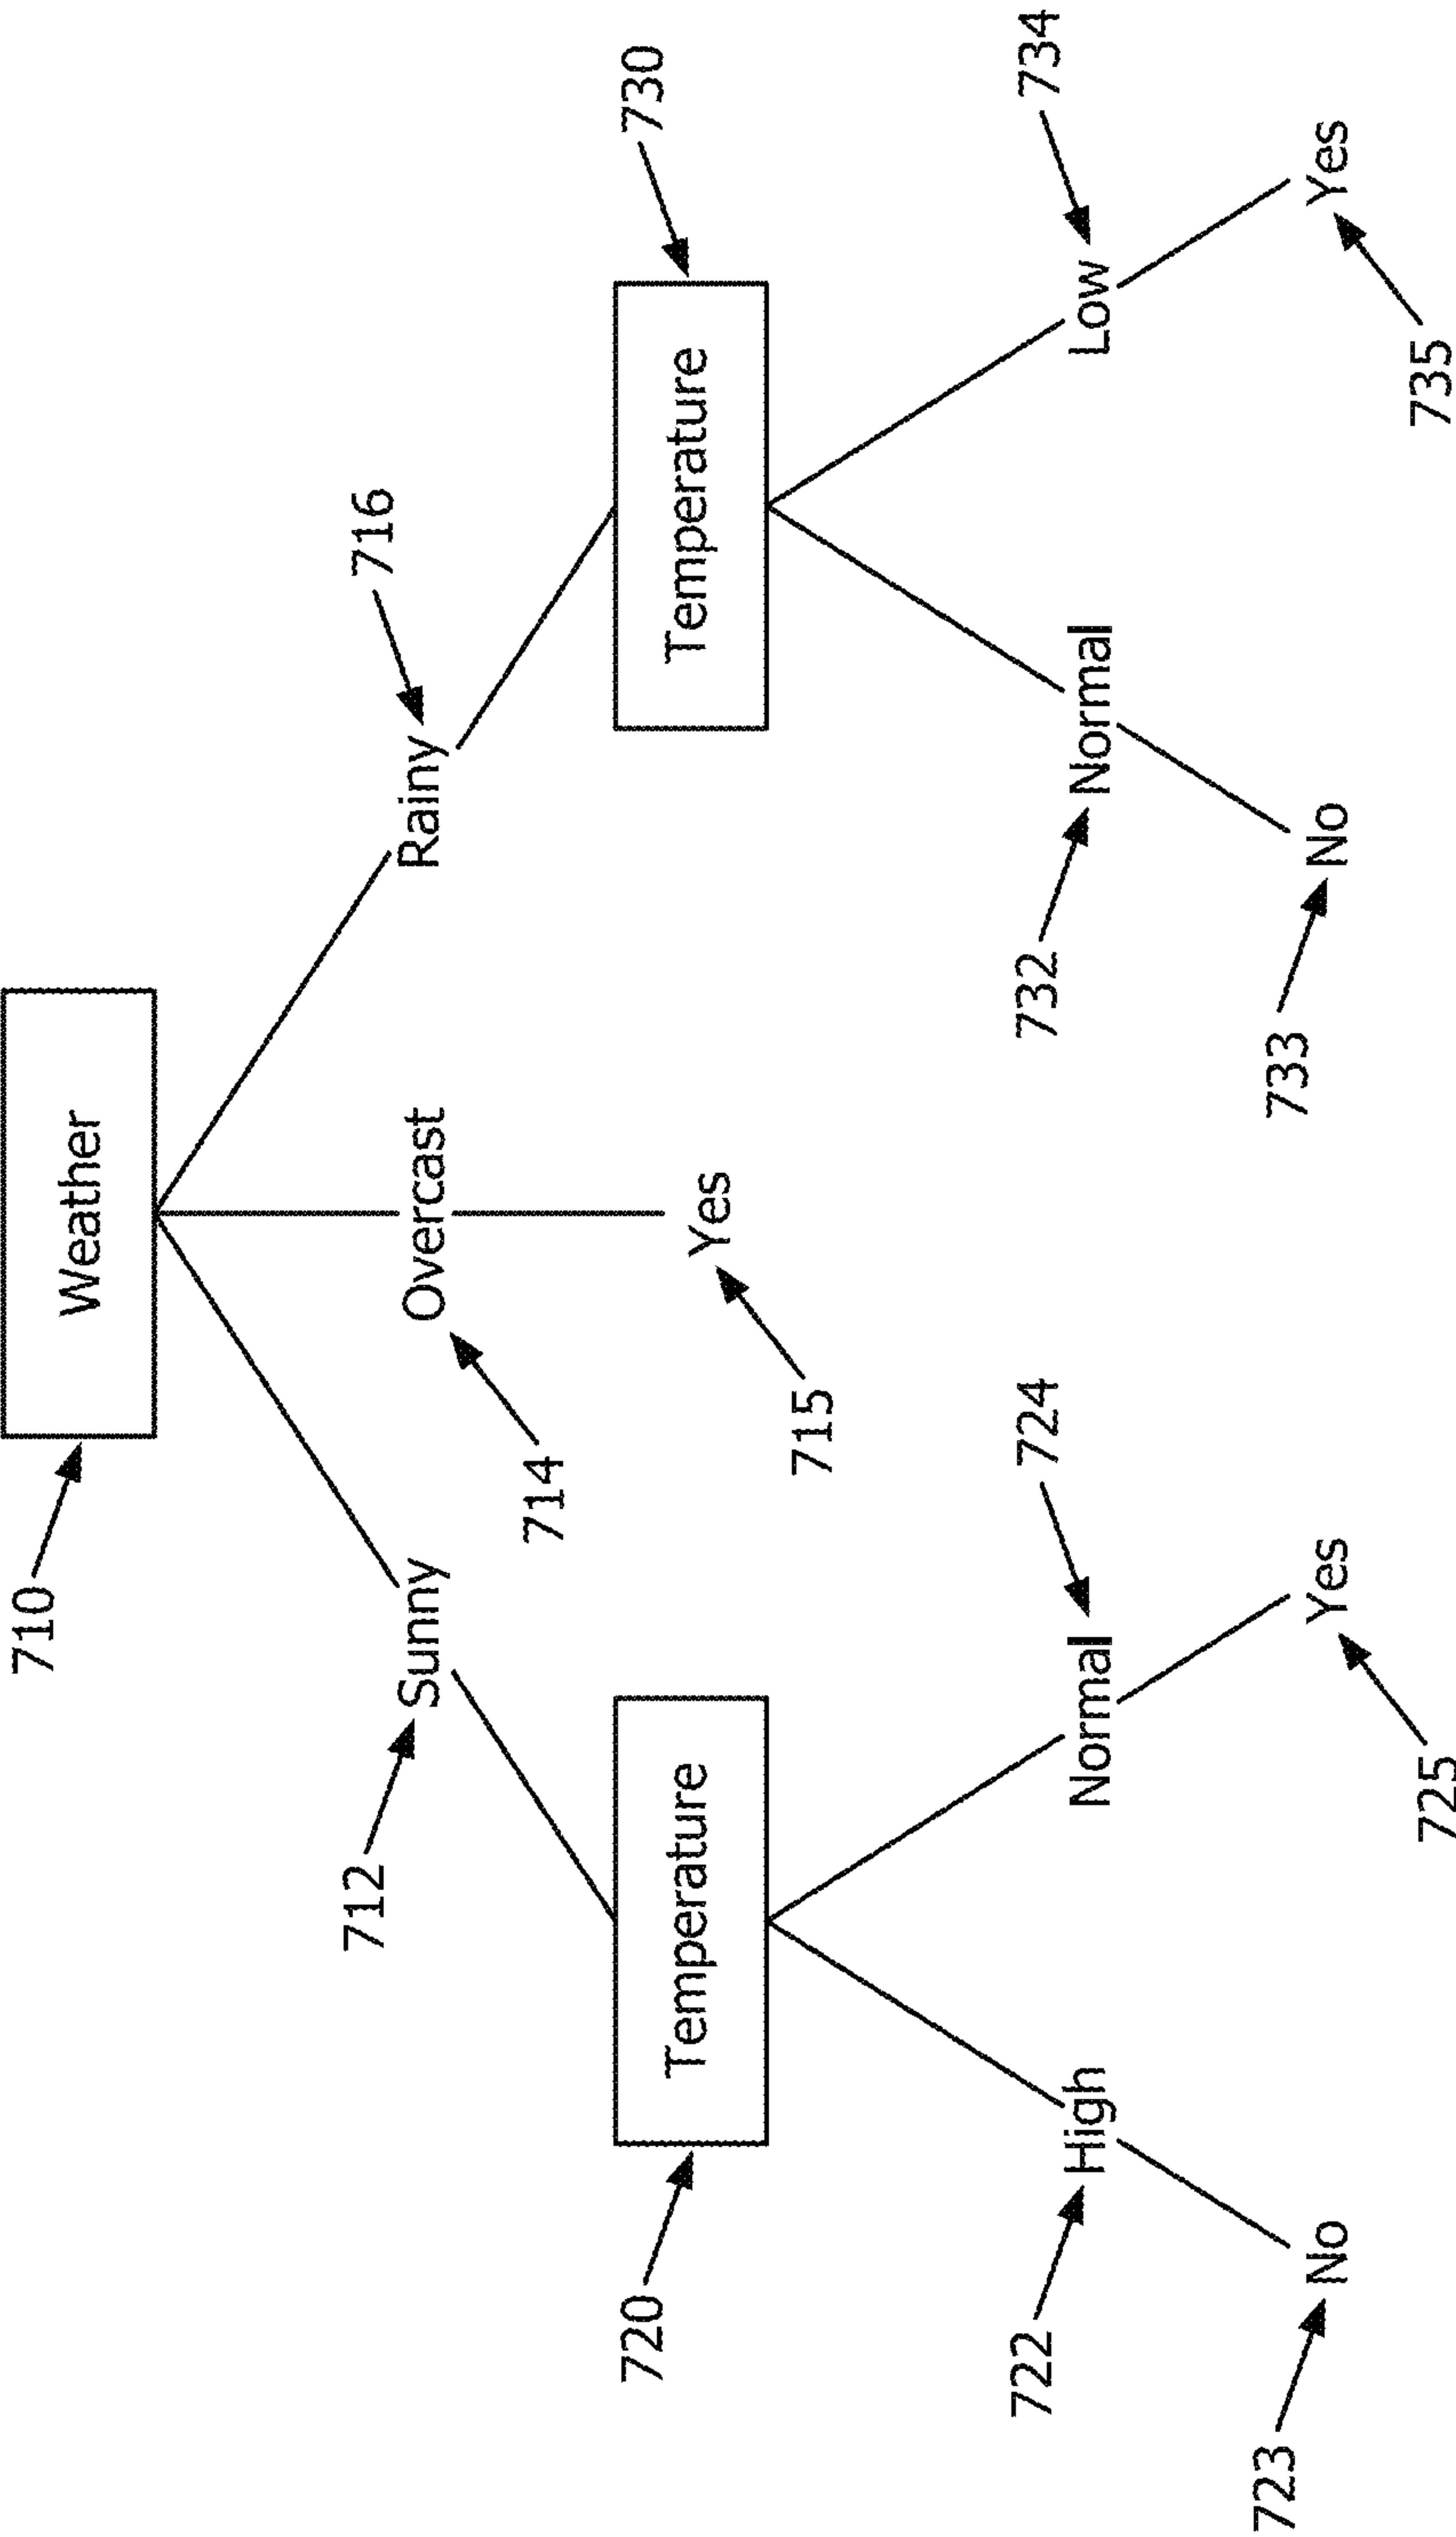 710
Weather
712
Sunny
Overcast
714
Rainy
716
720
Temperature
Yes
715
Temperature
730
722
High
Normal
724
732
Normal
Low
734
723
No
Yes
725
733
No
Yes
735